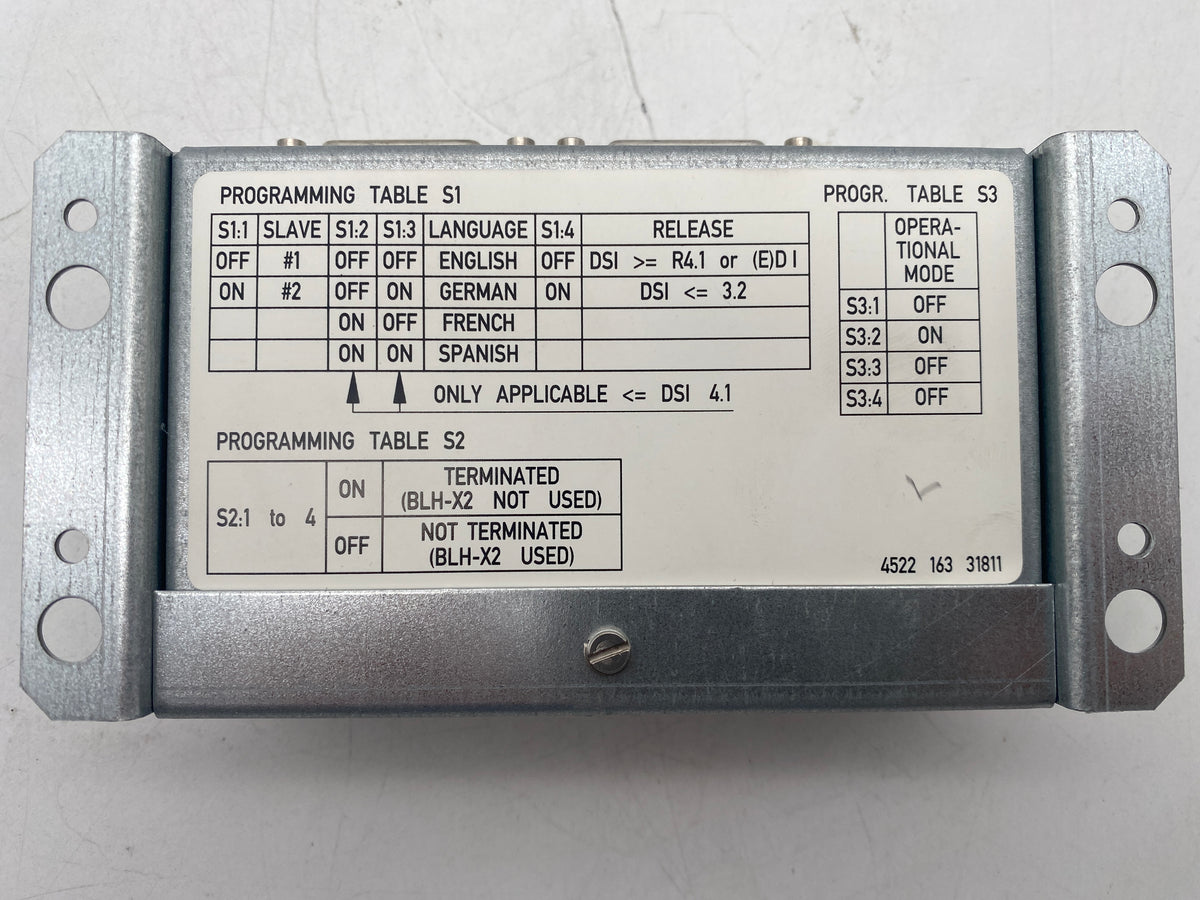 PROGRAMMING TABLE S1
S1:1 SLAVE S1:2 S1:3 LANGUAGE S1:4 RELEASE
OFF #1 OFF OFF ENGLISH OFF DSI >= R4.1 or (E)DI
ON #2 OFF ON GERMAN ON DSI <= 3.2
ON OFF FRENCH
ON ON SPANISH
ONLY APPLICABLE <= DSI 4.1
PROGR. TABLE S3
OPERA-
TIONAL
MODE
S3:1 OFF
S3:2 ON
S3:3 OFF
S3:4 OFF
PROGRAMMING TABLE S2
S2:1 to 4
ON TERMINATED
(BLH-X2 NOT USED)
OFF NOT TERMINATED
(BLH-X2 USED)
4522 163 31811